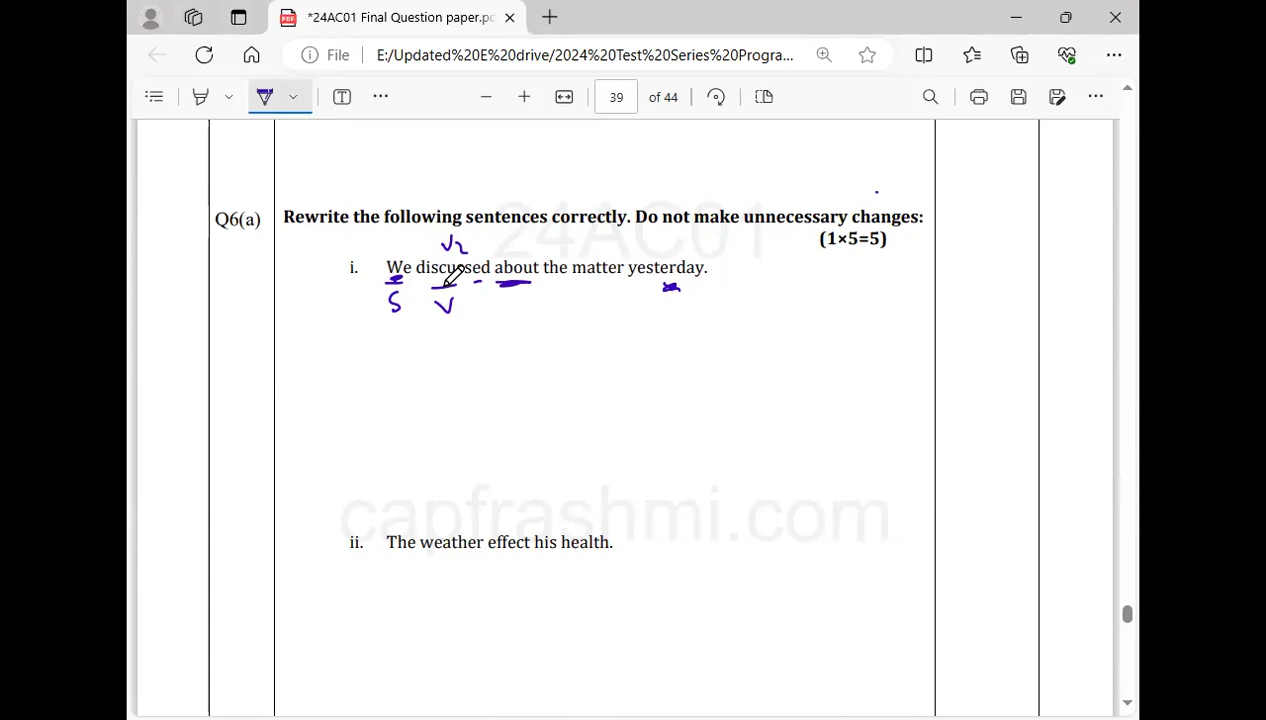 *24AC01 Final Question paper.pd
File E:/Updated%20E%20drive/2024%20Test%20Series%20Progra...
39 of 44
24AC01
Q6(a) Rewrite the following sentences correctly. Do not make unnecessary changes:
(1×5=5)
V2
i. We discussed about the matter yesterday.
S V
capfrashmi.com
ii. The weather effect his health.